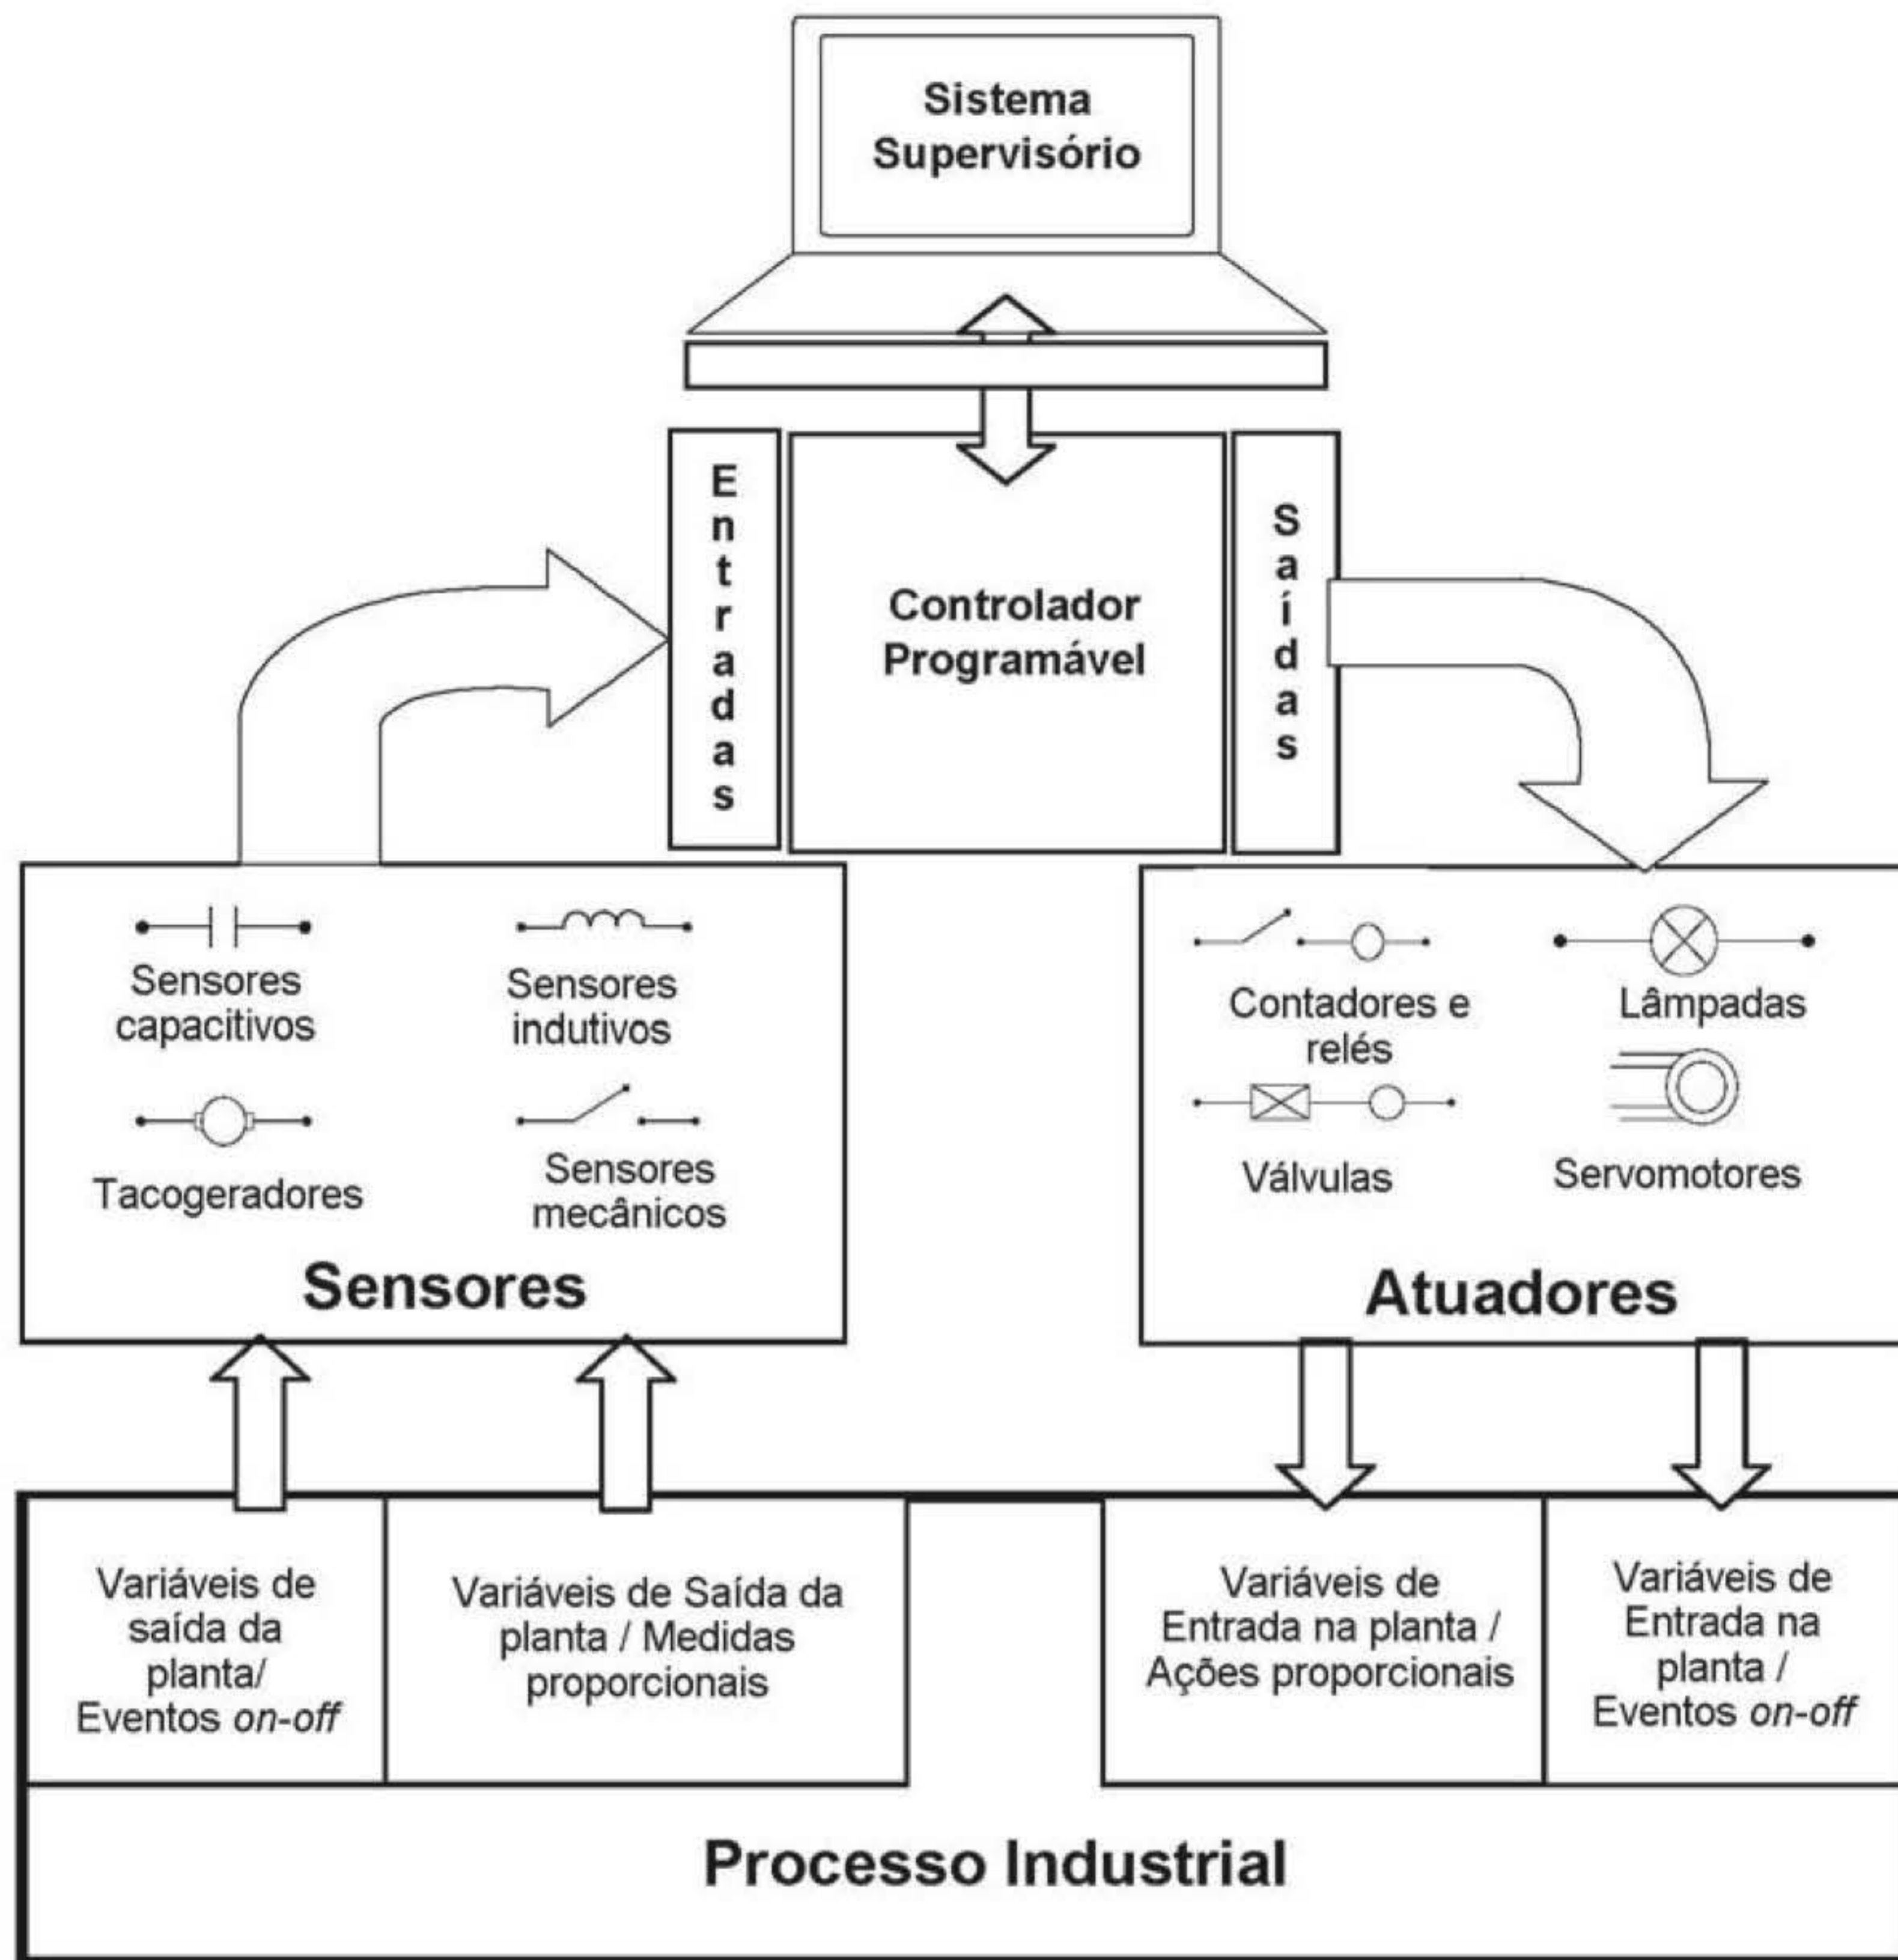 Sistema
Supervisório
Entradas
Controlador
Programável
Saídas
Sensores
capacitivos
Sensores
indutivos
Tacogeradores
Sensores
mecânicos
Sensores
Contadores e
relés
Lâmpadas
Válvulas
Servomotores
Atuadores
Variáveis de
saída da
planta/
Eventos on-off
Variáveis de Saída da
planta / Medidas
proporcionais
Variáveis de
Entrada na planta /
Ações proporcionais
Variáveis de
Entrada na
planta /
Eventos on-off
Processo Industrial